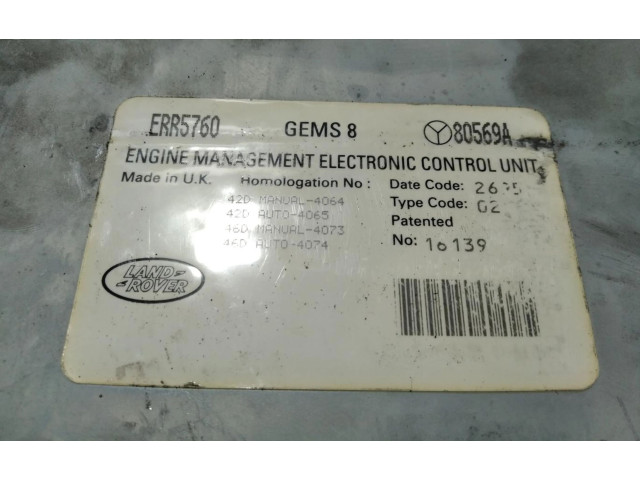 ERR5760 GEMS 8 80569A
ENGINE MANAGEMENT ELECTRONIC CONTROL UNIT
Made in U.K. Homologation No: Date Code:
42D MANUAL-4064 Type Code: 02
42D AUTO-4065 Patented
46D MANUAL-4073 No: 16139
46D AUTO-4074
LAND-
-ROVER